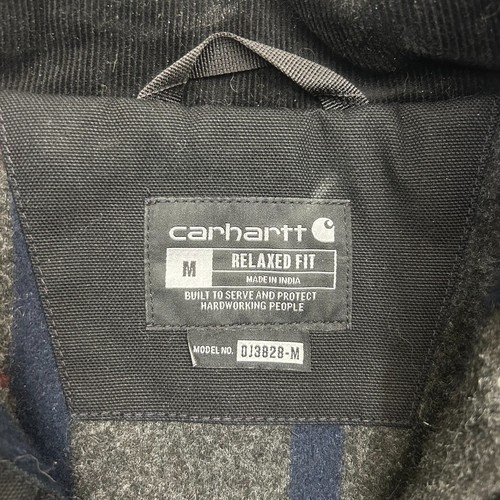 carhartt
M
RELAXED FIT
MADE IN INDIA
BUILT TO SERVE AND PROTECT
HARDWORKING PEOPLE
MODEL NO. OJ3828-M